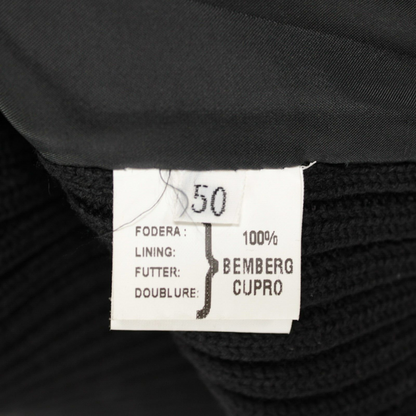 50
FODERA :
LINING:
FUTTER:
DOUBLURE:
100%
BEMBERG
CUPRO